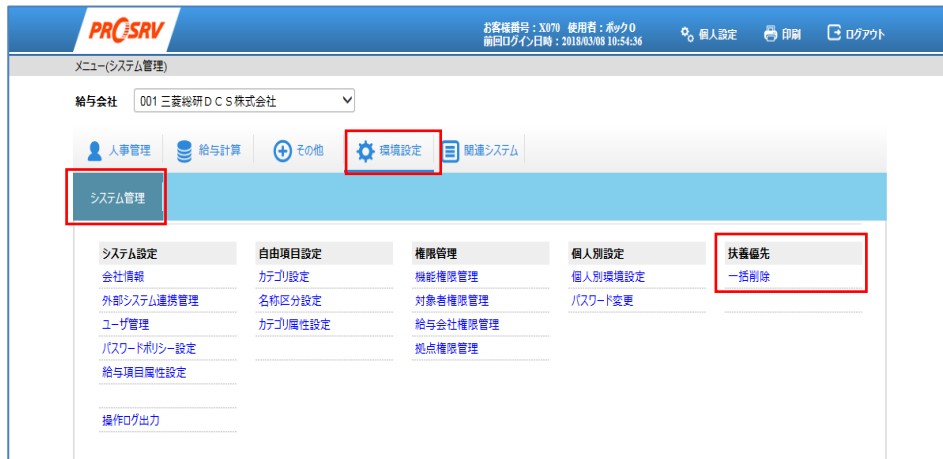 PROSRV
お客様番号：X070 使用者：ボック０
前回ログイン日時：2018/03/08 10:54:36
個人設定
印刷
ログアウト
メニュー(システム管理)
給与会社 001 三菱総研ＤＣＳ株式会社
人事管理 給与計算 その他 環境設定 関連システム
システム管理
システム設定
会社情報
外部システム連携管理
ユーザ管理
パスワードポリシー設定
給与項目属性設定
操作ログ出力
自由項目設定
カテゴリ設定
名称区分設定
カテゴリ属性設定
権限管理
機能権限管理
対象者権限管理
給与会社権限管理
拠点権限管理
個人別設定
個人別環境設定
パスワード変更
扶養優先
一括削除